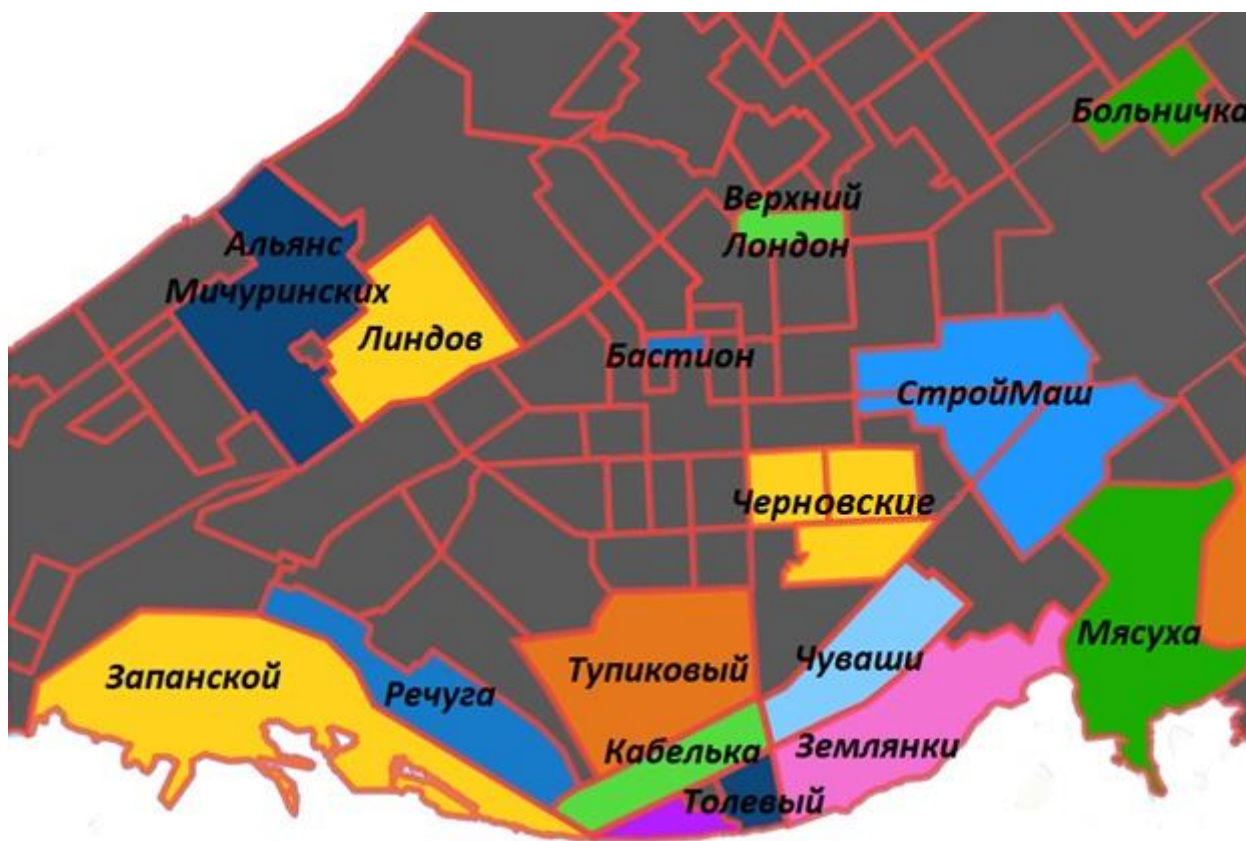 Больничка
Верхний
Лондон
Альянс
Мичуринских
Линдов
Бастион
СтройМаш
Черновские
Мясуха
Чуваши
Тупиковый
Запанской
Речуга
Кабелька
Землянки
Толевый